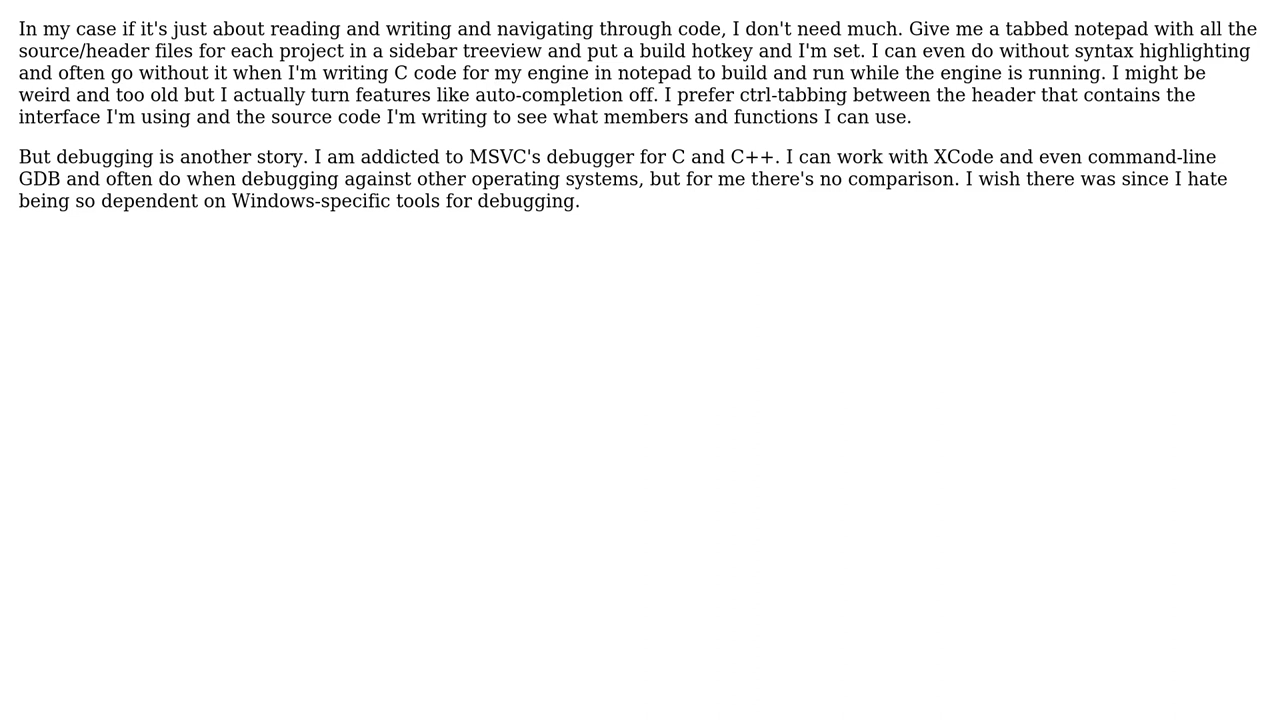 In my case if it's just about reading and writing and navigating through code, I don't need much. Give me a tabbed notepad with all the
source/header files for each project in a sidebar treeview and put a build hotkey and I'm set. I can even do without syntax highlighting
and often go without it when I'm writing C code for my engine in notepad to build and run while the engine is running. I might be
weird and too old but I actually turn features like auto-completion off. I prefer ctrl-tabbing between the header that contains the
interface I'm using and the source code I'm writing to see what members and functions I can use.
But debugging is another story. I am addicted to MSVC's debugger for C and C++. I can work with XCode and even command-line
GDB and often do when debugging against other operating systems, but for me there's no comparison. I wish there was since I hate
being so dependent on Windows-specific tools for debugging.